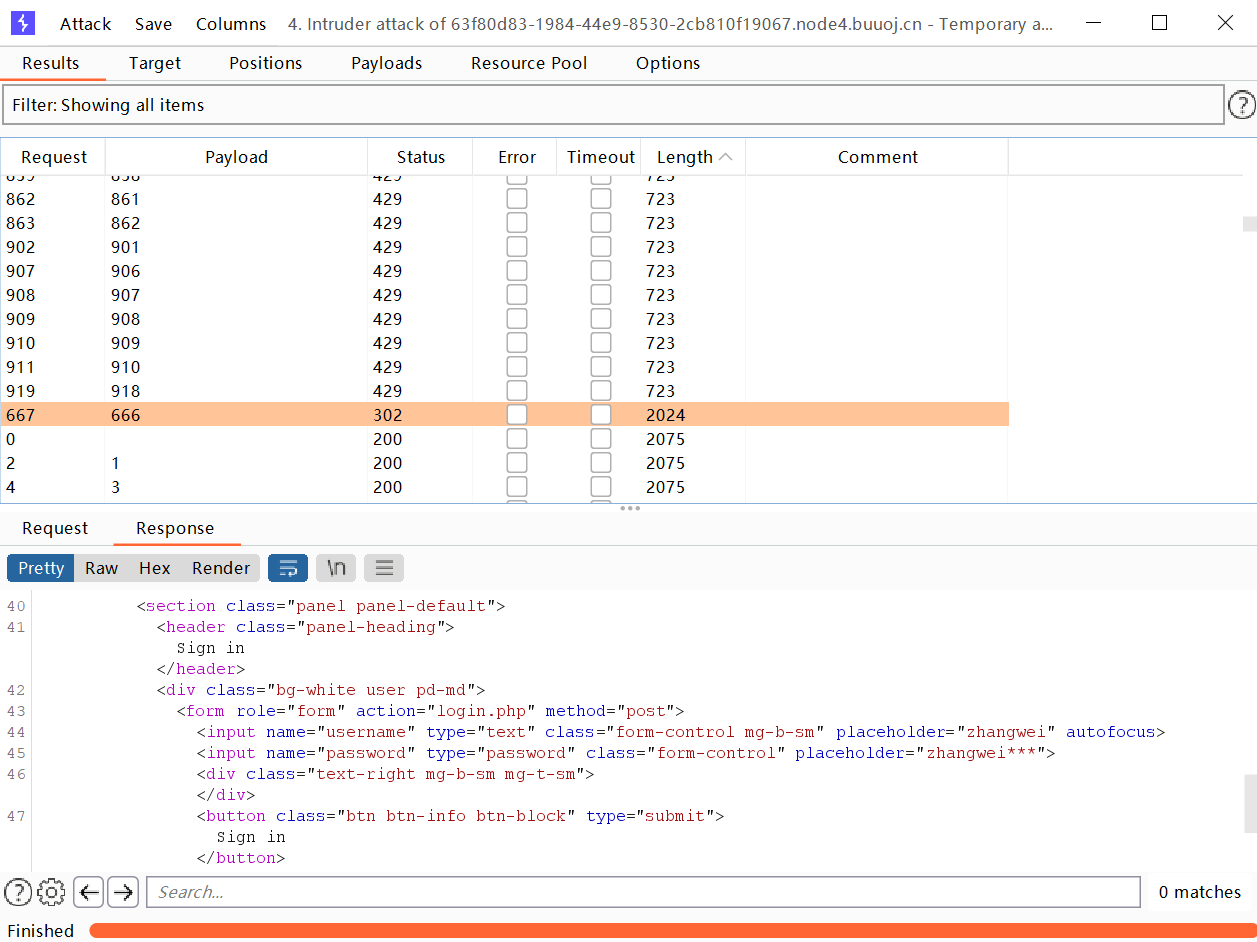 Attack Save Columns 4. Intruder attack of 63f80d83-1984-44e9-8530-2cb810f19067.node4.buuoj.cn - Temporary a...
Results Target Positions Payloads Resource Pool Options
Filter: Showing all items ?
Request Payload Status Error Timeout Length Comment
859 858 429 723
862 861 429 723
863 862 429 723
902 901 429 723
907 906 429 723
908 907 429 723
909 908 429 723
910 909 429 723
911 910 429 723
919 918 429 723
667 666 302 2024
0 200 2075
2 1 200 2075
4 3 200 2075
Request Response
Pretty Raw Hex Render \n
40 <section class="panel panel-default">
41 <header class="panel-heading">
Sign in
</header>
42 <div class="bg-white user pd-md">
43 <form role="form" action="login.php" method="post">
44 <input name="username" type="text" class="form-control mg-b-sm" placeholder="zhangwei" autofocus>
45 <input name="password" type="password" class="form-control" placeholder="zhangwei***">
46 <div class="text-right mg-b-sm mg-t-sm">
</div>
47 <button class="btn btn-info btn-block" type="submit">
Sign in
</button>
? Search... 0 matches
Finished